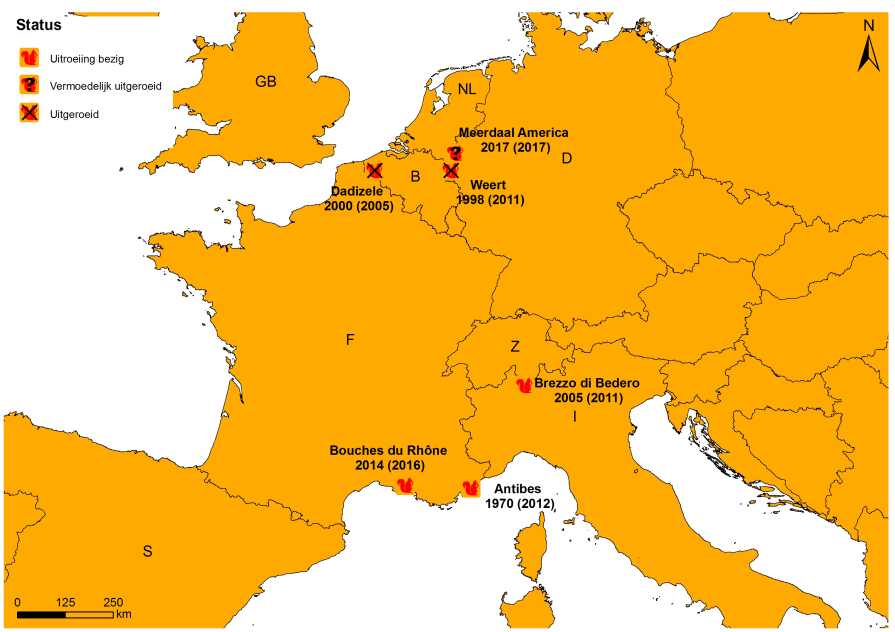 Status
Uitroeiing bezig
Vermoedelijk uitgeroeid
Uitgeroeid
N
GB
NL
Meerdaal America
2017 (2017)
D
B
Dadizele
2000 (2005)
Weert
1998 (2011)
F
Z
Brezzo di Bedero
2005 (2011)
I
Bouches du Rhône
2014 (2016)
Antibes
1970 (2012)
S
0 125 250
km